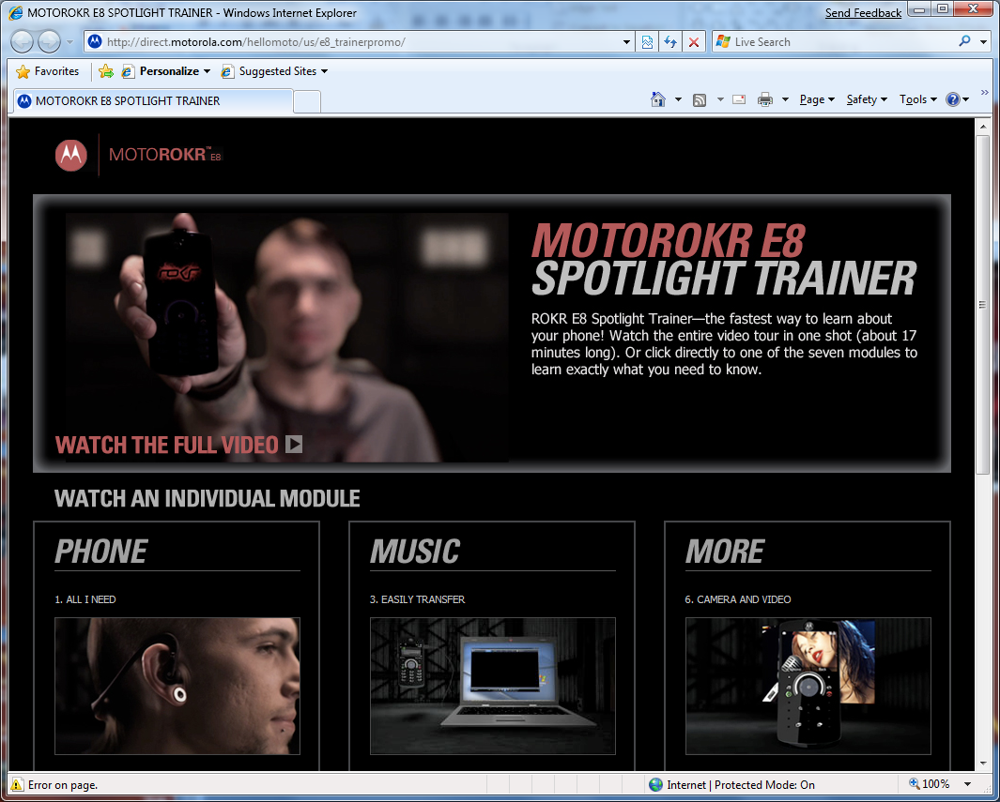 MOTOROKR E8 SPOTLIGHT TRAINER - Windows Internet Explorer
Send Feedback
http://direct.motorola.com/hellomoto/us/e8_trainerpromo/
Live Search
Favorites
Personalize
Suggested Sites
MOTOROKR E8 SPOTLIGHT TRAINER
Page
Safety
Tools
MOTOROKR™E8
rokr
MOTOROKR E8
SPOTLIGHT TRAINER
ROKR E8 Spotlight Trainer—the fastest way to learn about
your phone! Watch the entire video tour in one shot (about 17
minutes long). Or click directly to one of the seven modules to
learn exactly what you need to know.
WATCH THE FULL VIDEO
WATCH AN INDIVIDUAL MODULE
PHONE
MUSIC
MORE
1. ALL I NEED
3. EASILY TRANSFER
6. CAMERA AND VIDEO
Error on page.
Internet | Protected Mode: On
100%